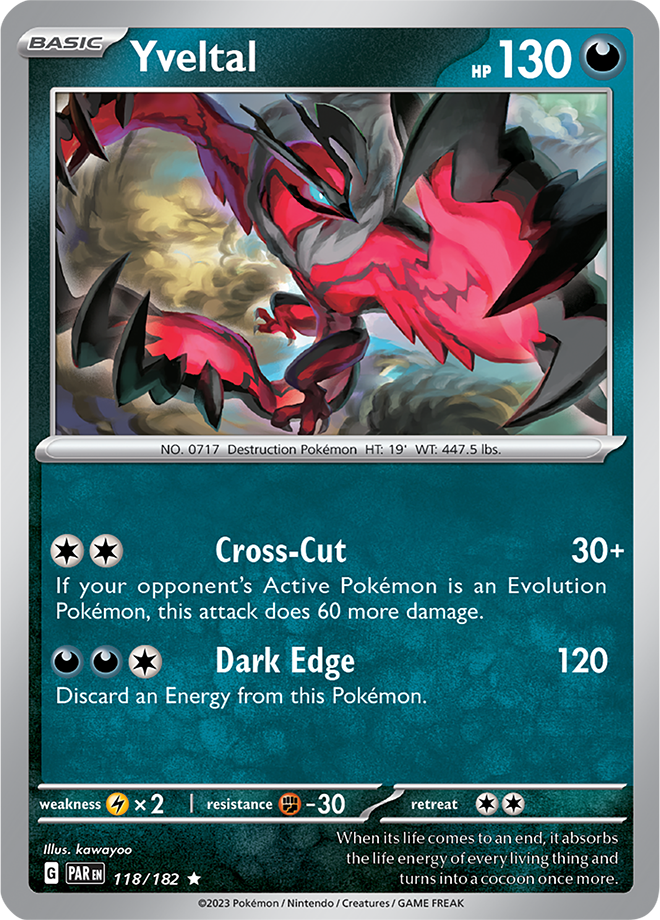 BASIC Yveltal HP 130
NO. 0717 Destruction Pokémon HT: 19' WT: 447.5 lbs.
Cross-Cut 30+
If your opponent's Active Pokémon is an Evolution
Pokémon, this attack does 60 more damage.
Dark Edge 120
Discard an Energy from this Pokémon.
weakness ×2 resistance -30 retreat
Illus. kawayoo
G PAR EN 118/182 ★
When its life comes to an end, it absorbs
the life energy of every living thing and
turns into a cocoon once more.
©2023 Pokémon / Nintendo / Creatures / GAME FREAK